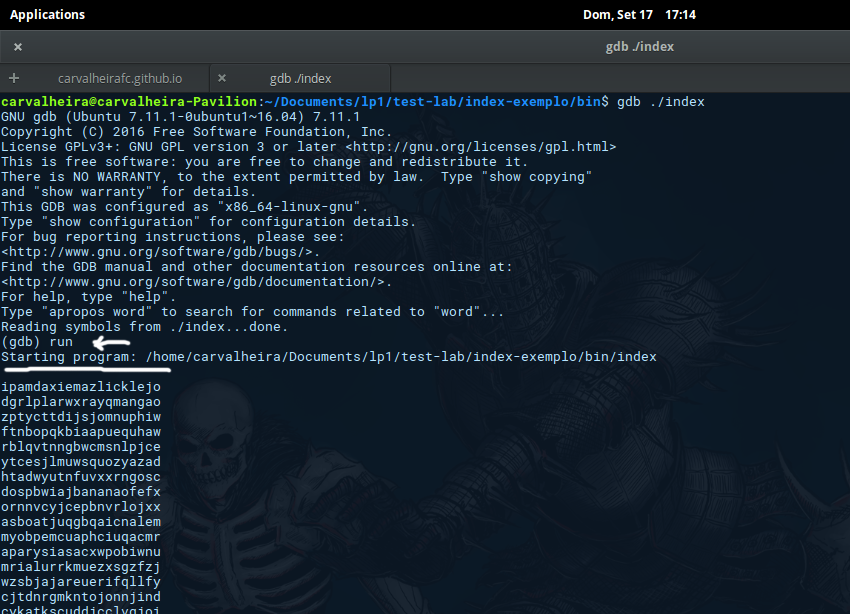 Applications
Dom, Set 17 17:14
× gdb ./index
+ carvalheirafc.github.io × gdb ./index
carvalheira@carvalheira-Pavilion:~/Documents/lp1/test-lab/index-exemplo/bin$ gdb ./index
GNU gdb (Ubuntu 7.11.1-0ubuntu1~16.04) 7.11.1
Copyright (C) 2016 Free Software Foundation, Inc.
License GPLv3+: GNU GPL version 3 or later <http://gnu.org/licenses/gpl.html>
This is free software: you are free to change and redistribute it.
There is NO WARRANTY, to the extent permitted by law.  Type "show copying"
and "show warranty" for details.
This GDB was configured as "x86_64-linux-gnu".
Type "show configuration" for configuration details.
For bug reporting instructions, please see:
<http://www.gnu.org/software/gdb/bugs/>.
Find the GDB manual and other documentation resources online at:
<http://www.gnu.org/software/gdb/documentation/>.
For help, type "help".
Type "apropos word" to search for commands related to "word"...
Reading symbols from ./index...done.
(gdb) run
Starting program: /home/carvalheira/Documents/lp1/test-lab/index-exemplo/bin/index
ipamdaxiemazlicklejo
dgrlplarwxrayqmangao
zptycttdijsjomnuphiw
ftnbopqkbiaapuequhaw
rblqvtnngbwcmsnlpjce
ytcesjlmuwsquozyazad
htadwyutnfuvxxrngosc
dospbwiajbananaofefx
ornnvcyjcepbnvrlojxx
asboatjuqgbqaicnalem
myobpemcuaphciuqacmr
aparysiasacxwpobiwnu
mrialurrkmuezxsgzfzj
wzsbjajareuerifqllfy
cjtdnrgmkntojonnjind